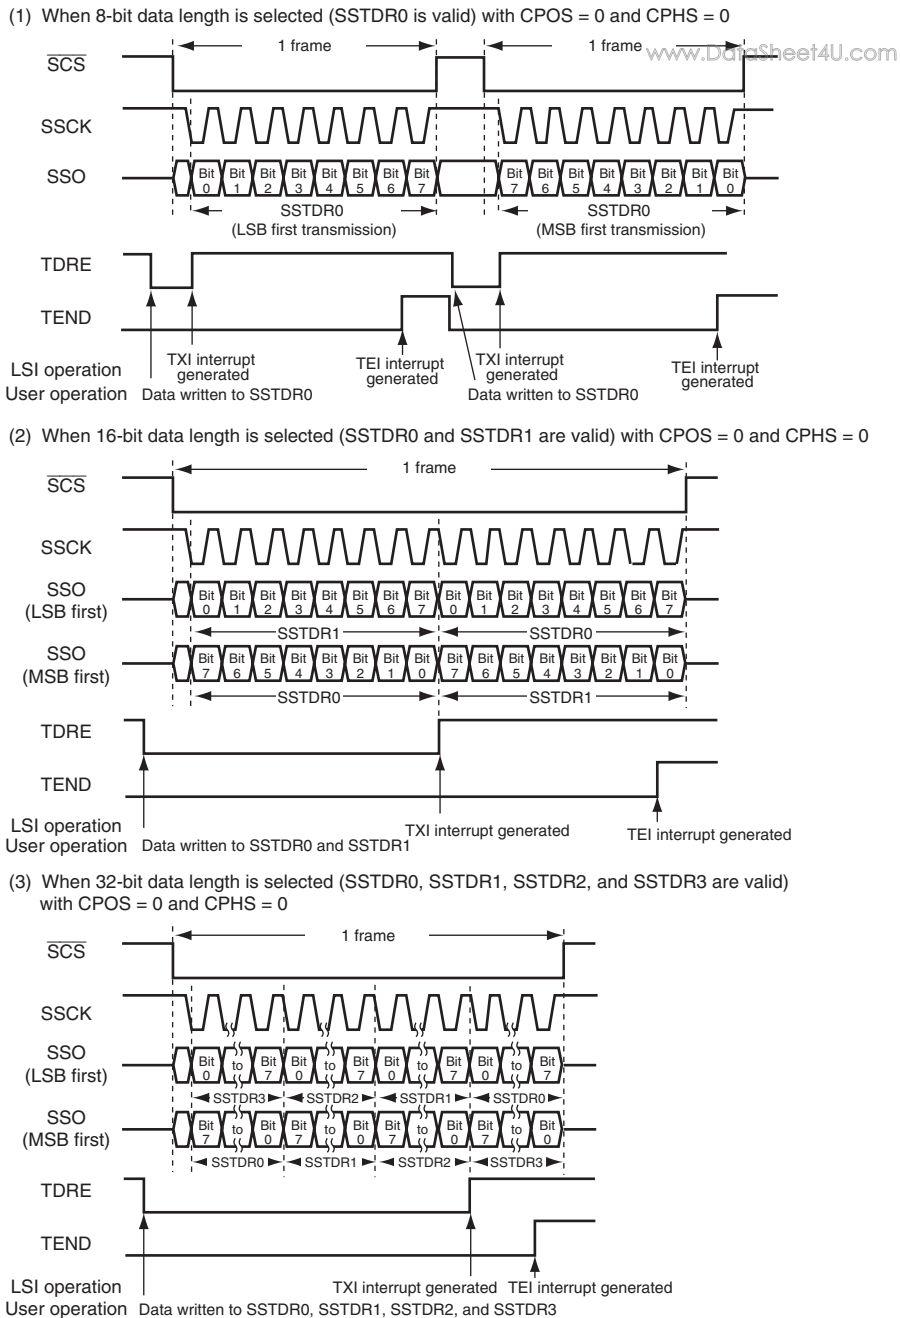 (1) When 8-bit data length is selected (SSTDR0 is valid) with CPOS = 0 and CPHS = 0
1 frame 1 frame
www.DataSheet4U.com
SCS
SSCK
SSO Bit 0 Bit 1 Bit 2 Bit 3 Bit 4 Bit 5 Bit 6 Bit 7 Bit 7 Bit 6 Bit 5 Bit 4 Bit 3 Bit 2 Bit 1 Bit 0
SSTDR0 SSTDR0
(LSB first transmission) (MSB first transmission)
TDRE
TEND
LSI operation TXI interrupt generated TEI interrupt generated TXI interrupt generated TEI interrupt generated
User operation Data written to SSTDR0 Data written to SSTDR0
(2) When 16-bit data length is selected (SSTDR0 and SSTDR1 are valid) with CPOS = 0 and CPHS = 0
1 frame
SCS
SSCK
SSO (LSB first) Bit 0 Bit 1 Bit 2 Bit 3 Bit 4 Bit 5 Bit 6 Bit 7 Bit 0 Bit 1 Bit 2 Bit 3 Bit 4 Bit 5 Bit 6 Bit 7
SSTDR1 SSTDR0
SSO (MSB first) Bit 7 Bit 6 Bit 5 Bit 4 Bit 3 Bit 2 Bit 1 Bit 0 Bit 7 Bit 6 Bit 5 Bit 4 Bit 3 Bit 2 Bit 1 Bit 0
SSTDR0 SSTDR1
TDRE
TEND
LSI operation TXI interrupt generated TEI interrupt generated
User operation Data written to SSTDR0 and SSTDR1
(3) When 32-bit data length is selected (SSTDR0, SSTDR1, SSTDR2, and SSTDR3 are valid)
with CPOS = 0 and CPHS = 0
1 frame
SCS
SSCK
SSO (LSB first) Bit 0 to Bit 7 Bit 0 to Bit 7 Bit 0 to Bit 7 Bit 0 to Bit 7
SSTDR3 SSTDR2 SSTDR1 SSTDR0
SSO (MSB first) Bit 7 to Bit 0 Bit 7 to Bit 0 Bit 7 to Bit 0 Bit 7 to Bit 0
SSTDR0 SSTDR1 SSTDR2 SSTDR3
TDRE
TEND
LSI operation TXI interrupt generated TEI interrupt generated
User operation Data written to SSTDR0, SSTDR1, SSTDR2, and SSTDR3